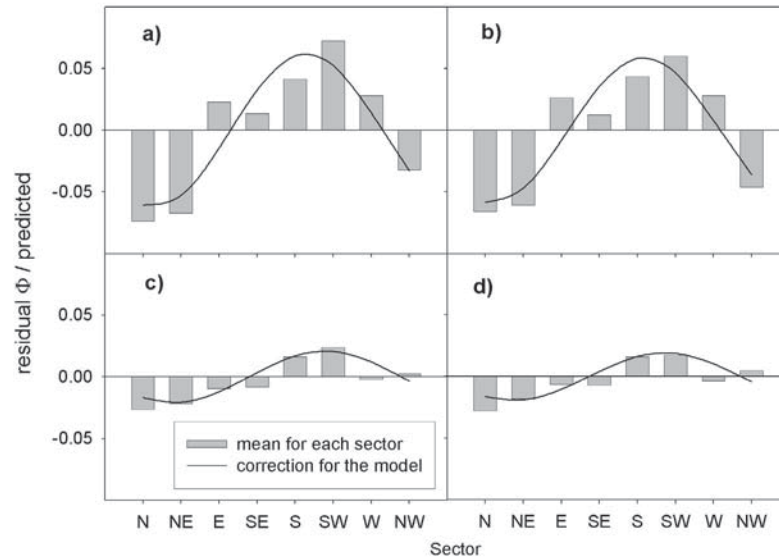 a)
b)
0.05
0.00
-0.05
c)
d)
0.05
0.00
-0.05
residual Φ / predicted
mean for each sector
correction for the model
N NE E SE S SW W NW
N NE E SE S SW W NW
Sector